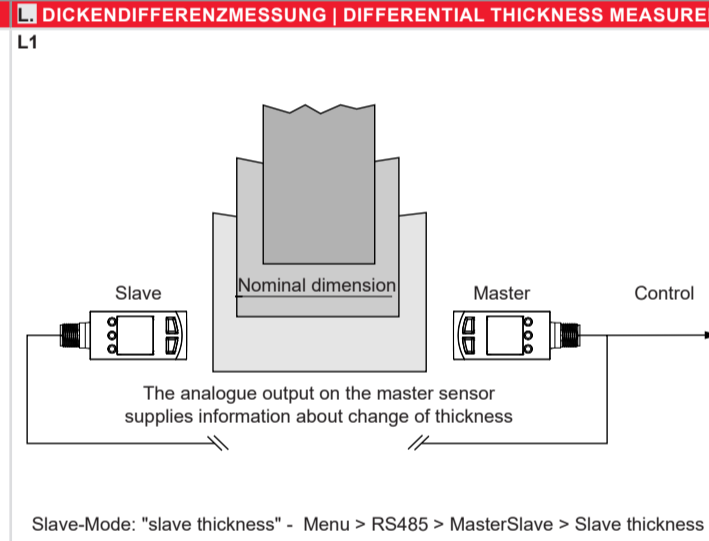 L. DICKENDIFFERENZMESSUNG | DIFFERENTIAL THICKNESS
L1
Nominal dimension
Slave
Master
Control
The analogue output on the master sensor
supplies information about change of thickness
Slave-Mode: "slave thickness" - Menu > RS485 > MasterSlave > Slave thickness